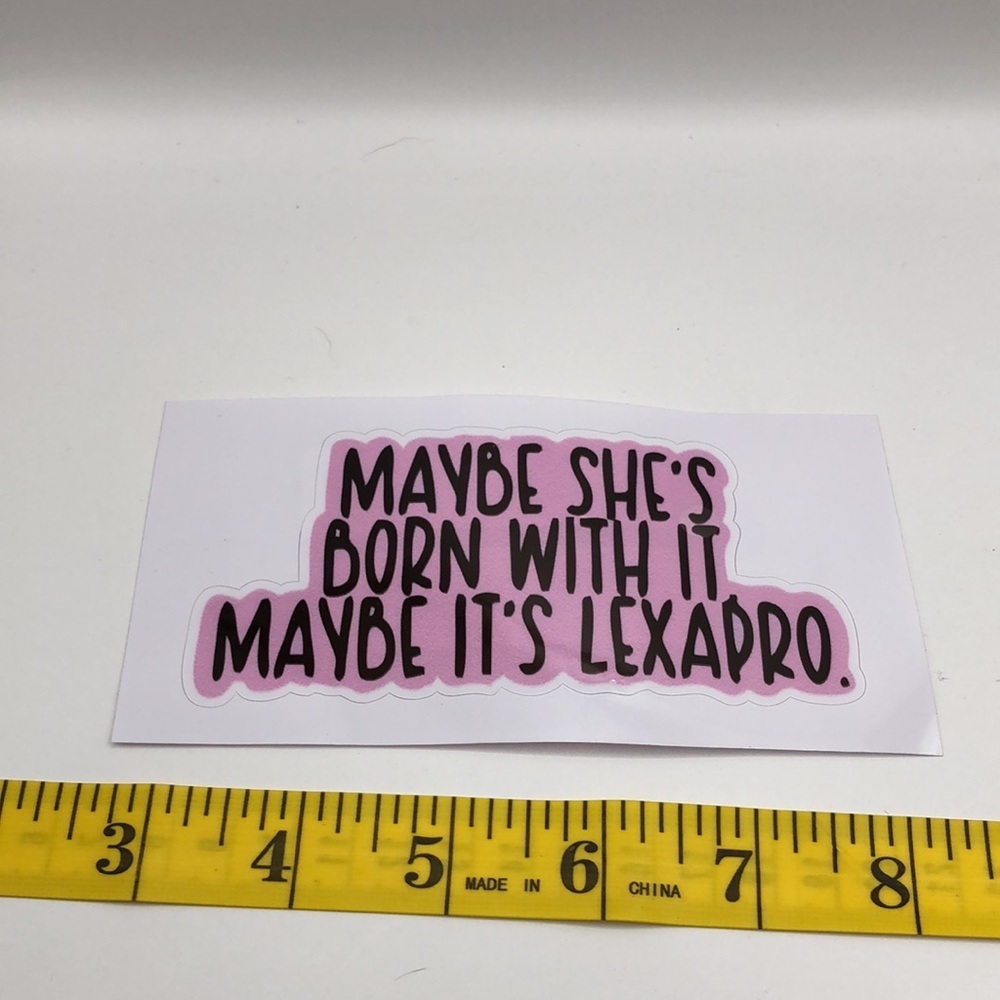 MAYBE SHE'S
BORN WITH IT
MAYBE IT'S LEXAPRO.
3 4 5 MADE IN 6 CHINA 7 8